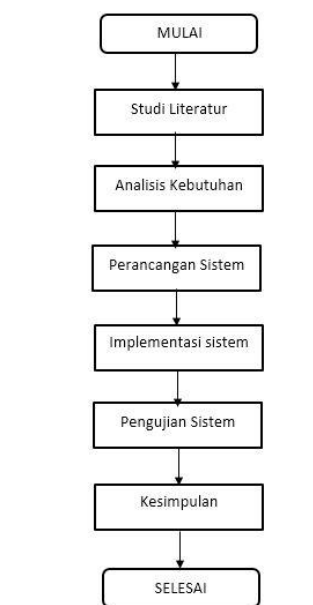 MULAI
Studi Literatur
Analisis Kebutuhan
Perancangan Sistem
Implementasi sistem
Pengujian Sistem
Kesimpulan
SELESAI